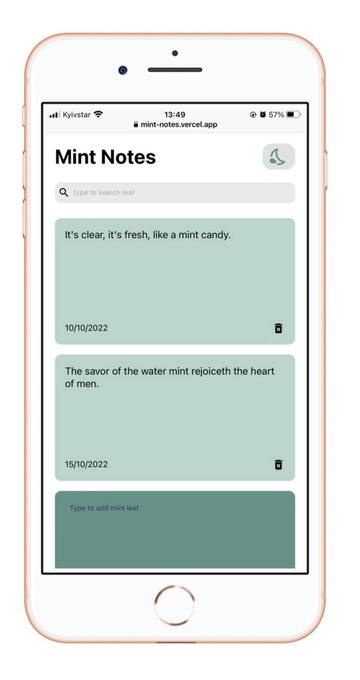 Kyivstar 13:49 57%
mint-notes.vercel.app
Mint Notes
type to search leaf
It's clear, it's fresh, like a mint candy.
10/10/2022
The savor of the water mint rejoiceth the heart
of men.
15/10/2022
Type to add mint leaf